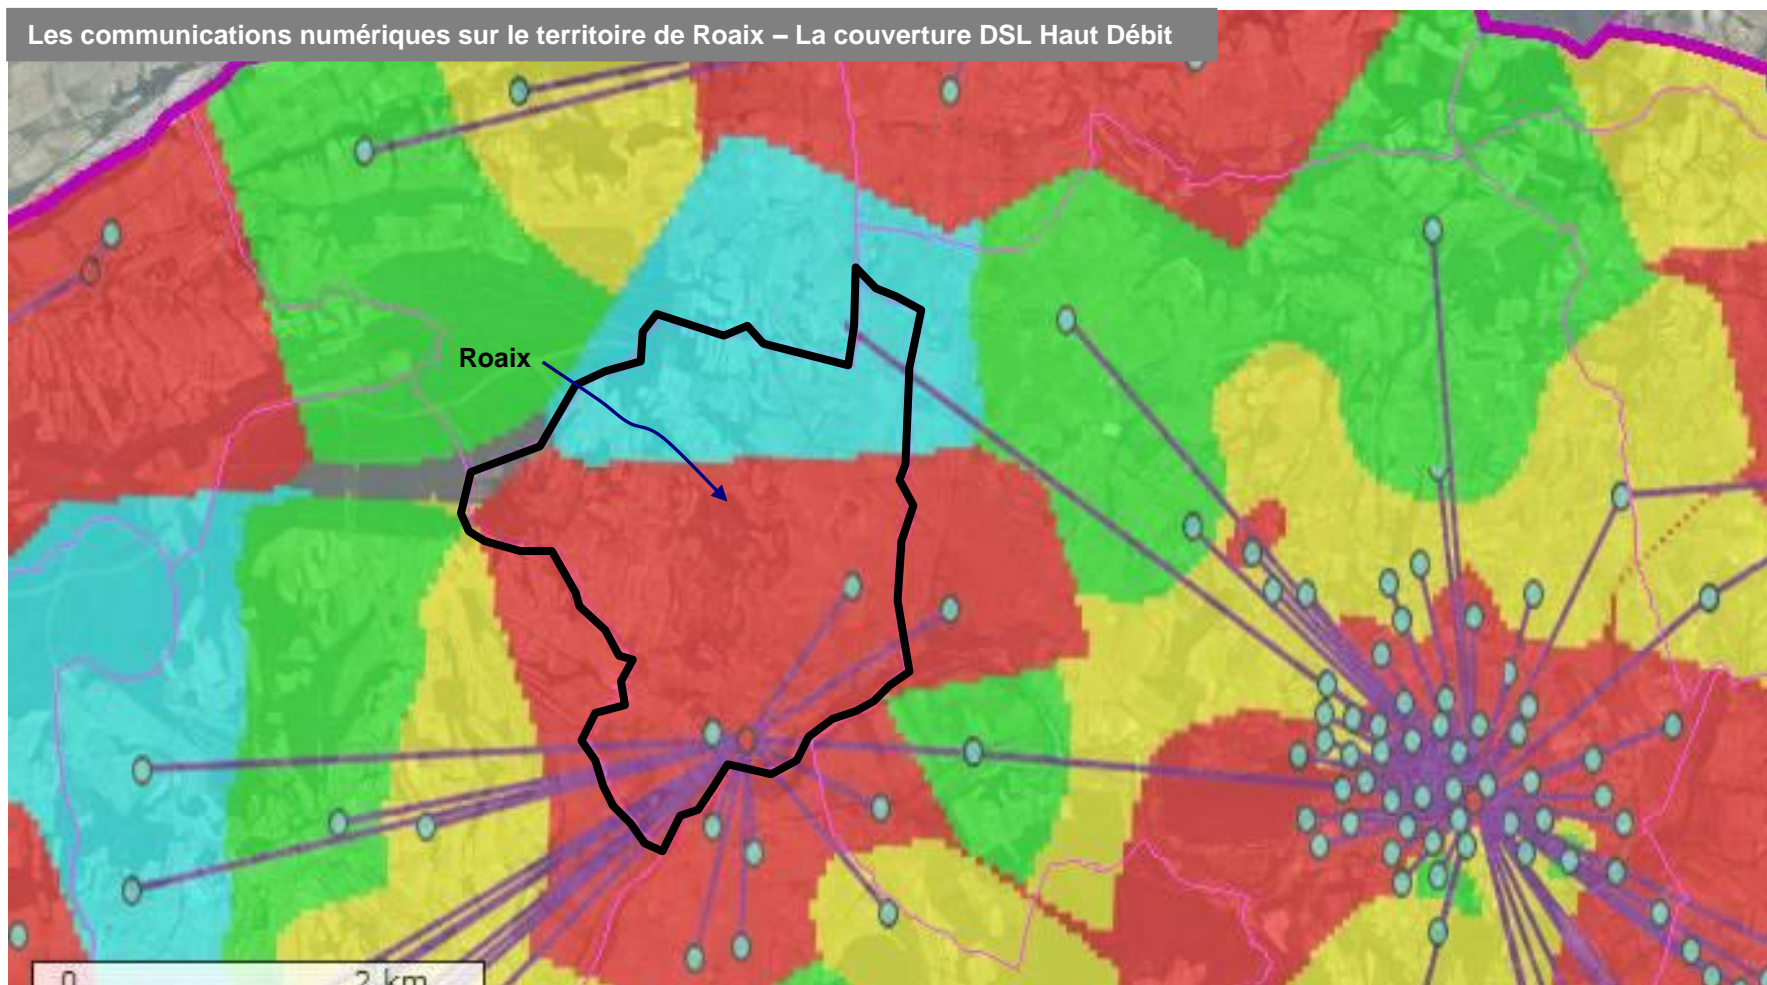 Les communications numériques sur le territoire de Roaix – La couverture DSL Haut Débit
Roaix
0 2 km